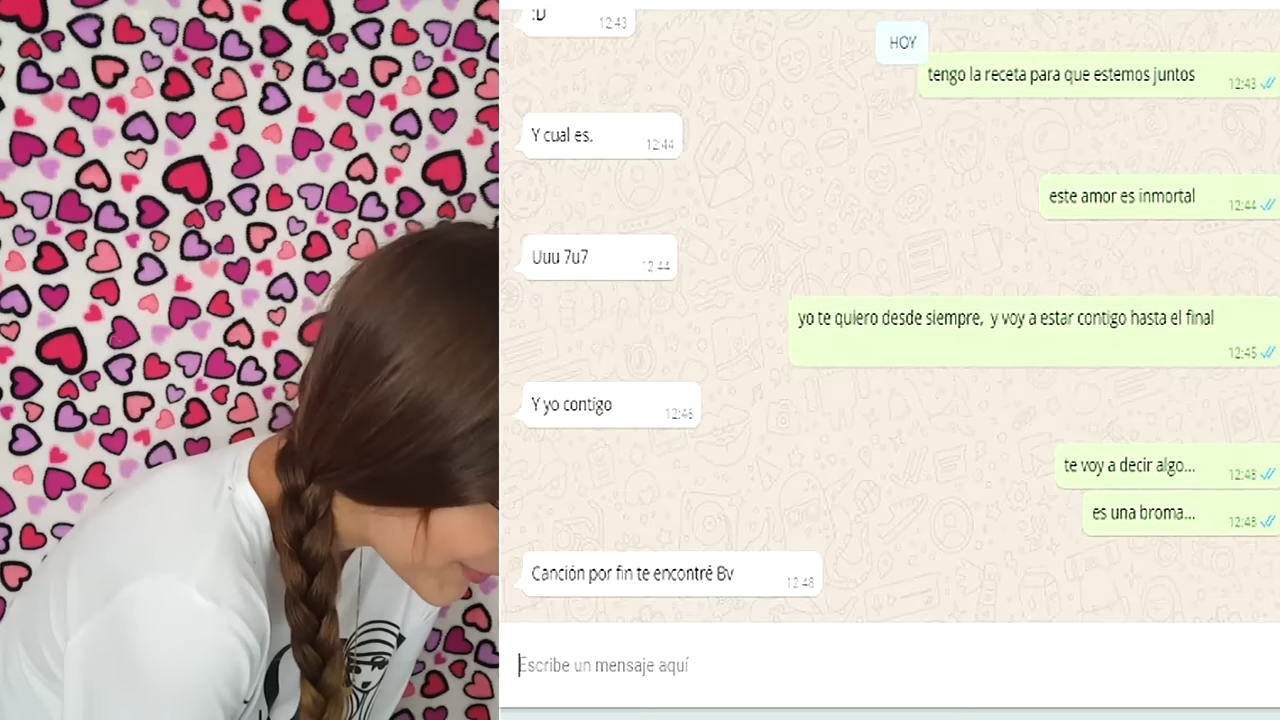 :D
12:43
HOY
tengo la receta para que estemos juntos
12:43
Y cual es.
12:44
este amor es inmortal
12:44
Uuu 7u7
12:44
yo te quiero desde siempre, y voy a estar contigo hasta el final
12:45
Y yo contigo
12:46
te voy a decir algo...
12:48
es una broma...
12:48
Canción por fin te encontré Bv
12:48
Escribe un mensaje aquí